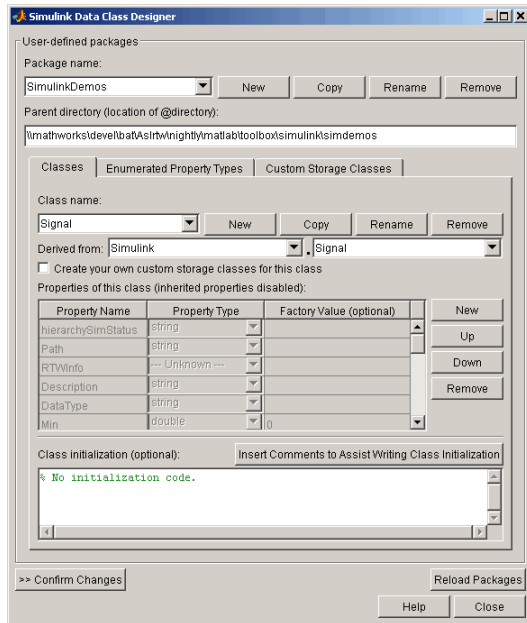 Simulink Data Class Designer
User-defined packages
Package name:
SimulinkDemos New Copy Rename Remove
Parent directory (location of @directory):
\\mathworks\devel\bat\Aslrtw\nightly\matlab\toolbox\simulink\simdemos
Classes Enumerated Property Types Custom Storage Classes
Class name:
Signal New Copy Rename Remove
Derived from: Simulink . Signal
Create your own custom storage classes for this class
Properties of this class (inherited properties disabled):
Property Name Property Type Factory Value (optional) New
hierarchySimStatus string
Up
Path string
RTWInfo --- Unknown ---
Down
Description string
Remove
DataType string
Min double 0
Class initialization (optional): Insert Comments to Assist Writing Class Initialization
% No initialization code.
>> Confirm Changes Reload Packages
Help Close